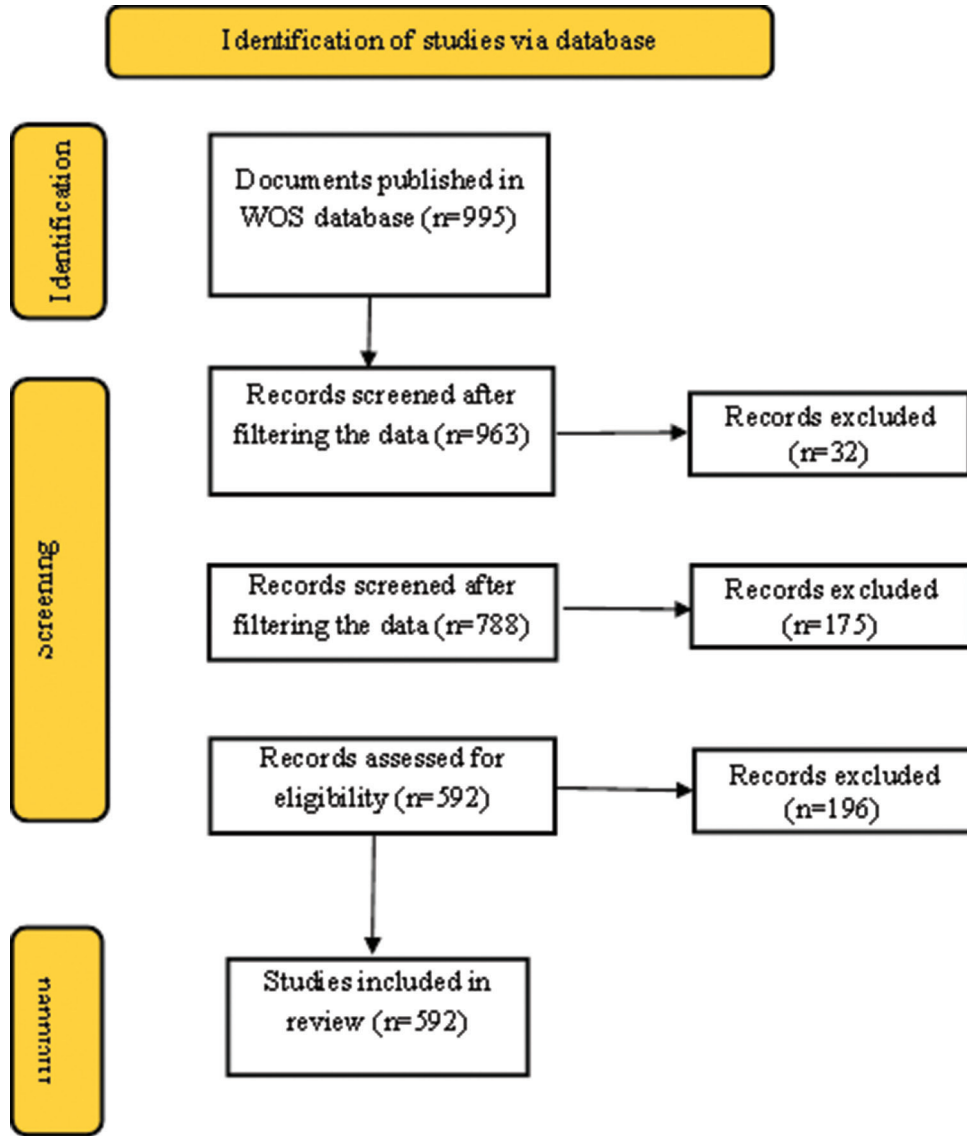 Identification of studies via database
Identification
Documents published in
WOS database (n=995)
Records screened after
filtering the data (n=963)
Records excluded
(n=32)
Screening
Records screened after
filtering the data (n=788)
Records excluded
(n=175)
Records assessed for
eligibility (n=592)
Records excluded
(n=196)
Studies included in
review (n=592)
Included